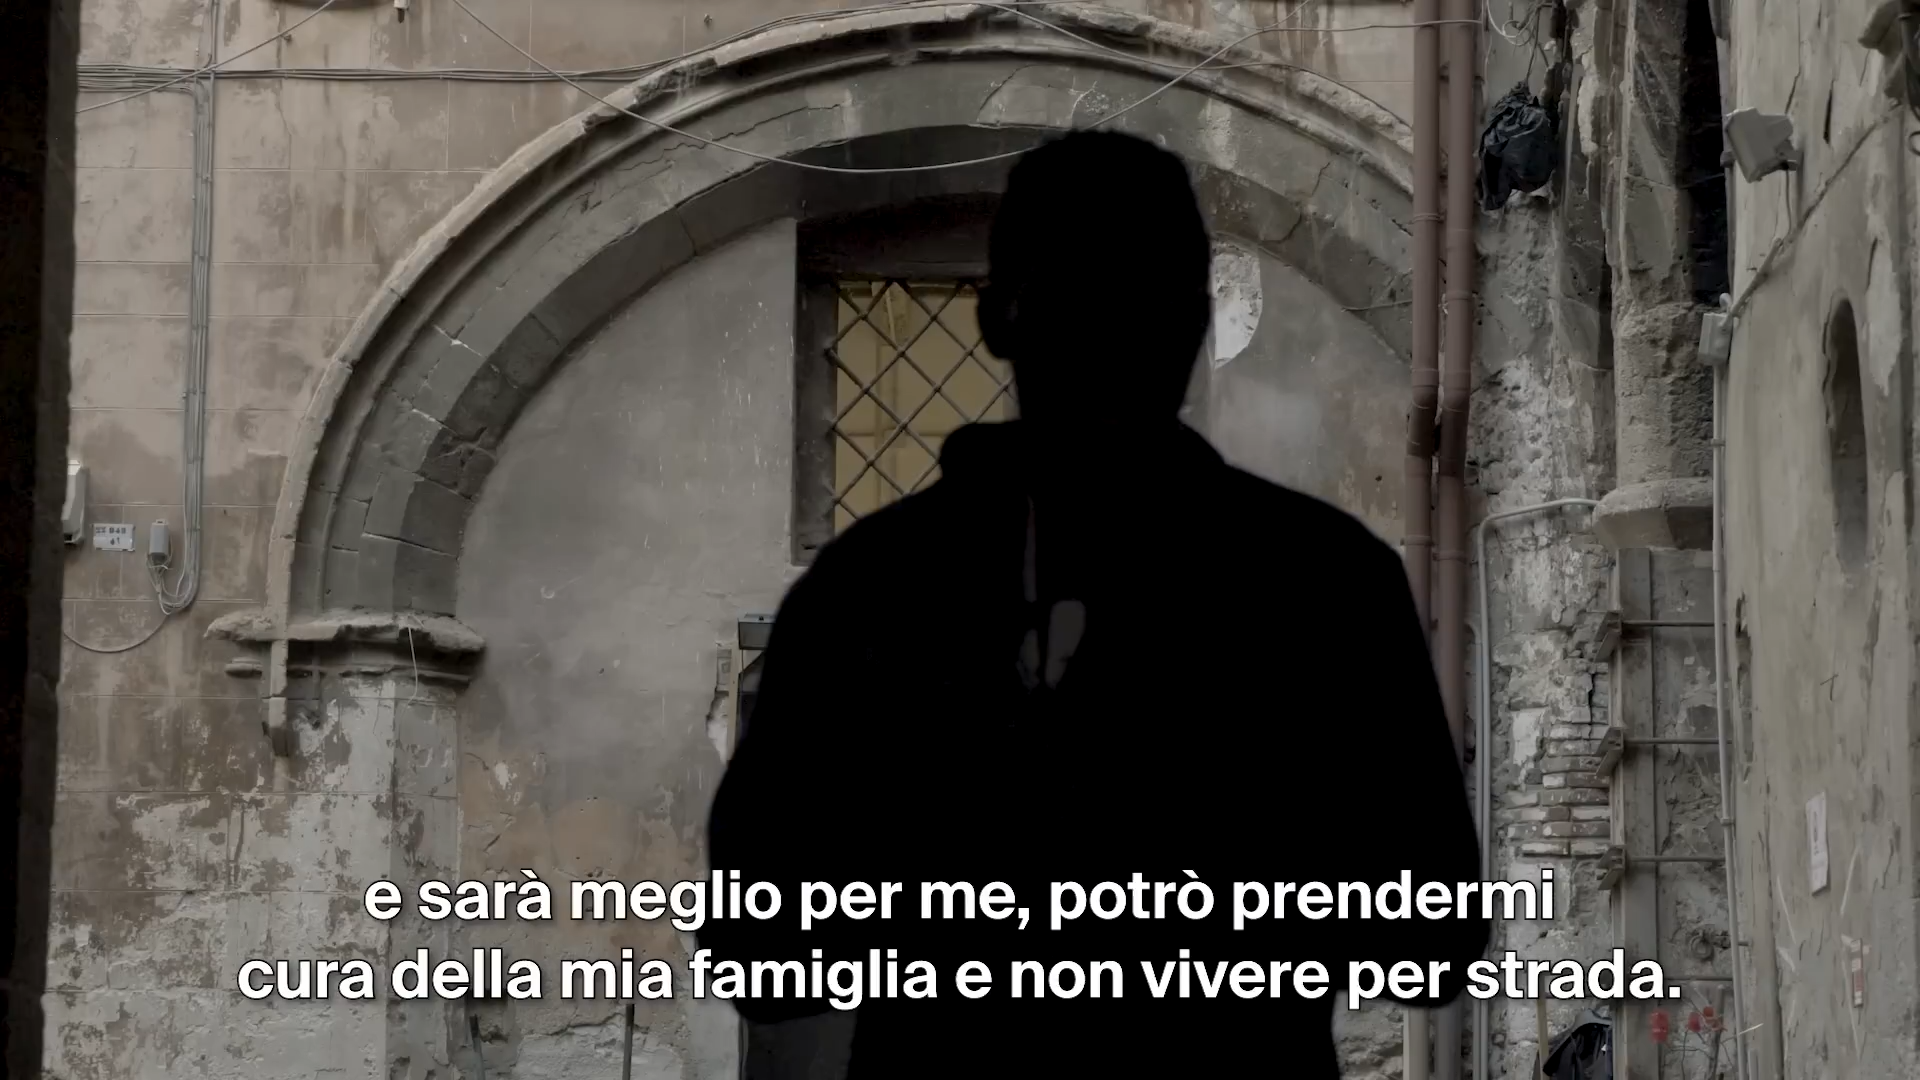 e sarà meglio per me, potrò prendermi
cura della mia famiglia e non vivere per strada.